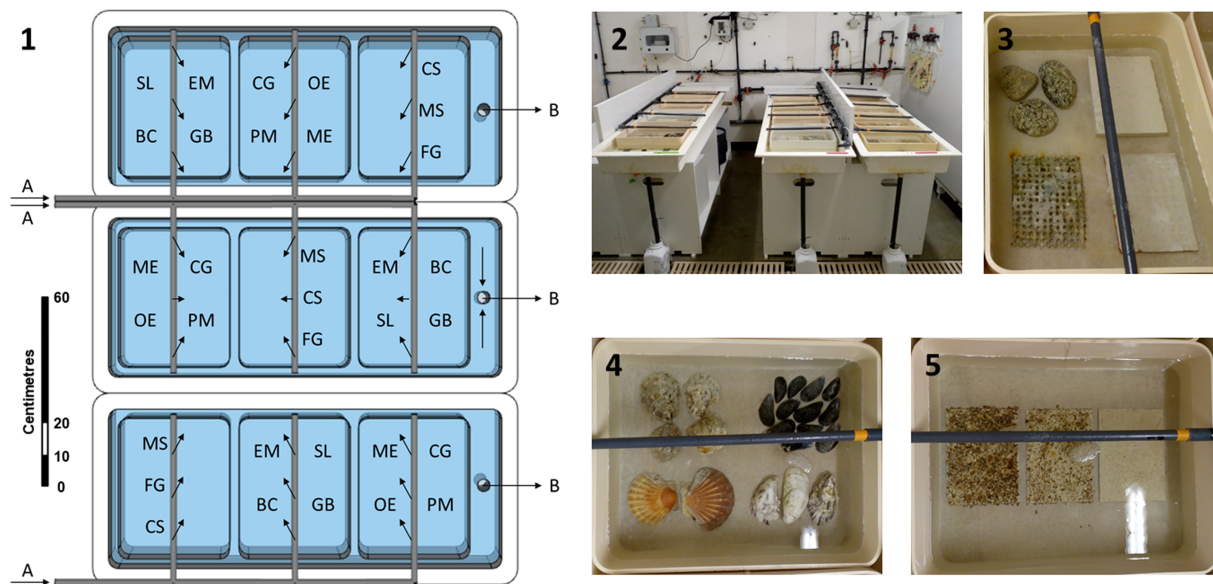 1
SL EM CG OE CS
MS
BC GB PM ME FG
B
A
A
ME CG MS EM BC
CS
OE PM FG SL GB
B
60
20
10
0
Centimetres
MS EM SL ME CG
FG
CS BC GB OE PM
B
A
2
3
4
5